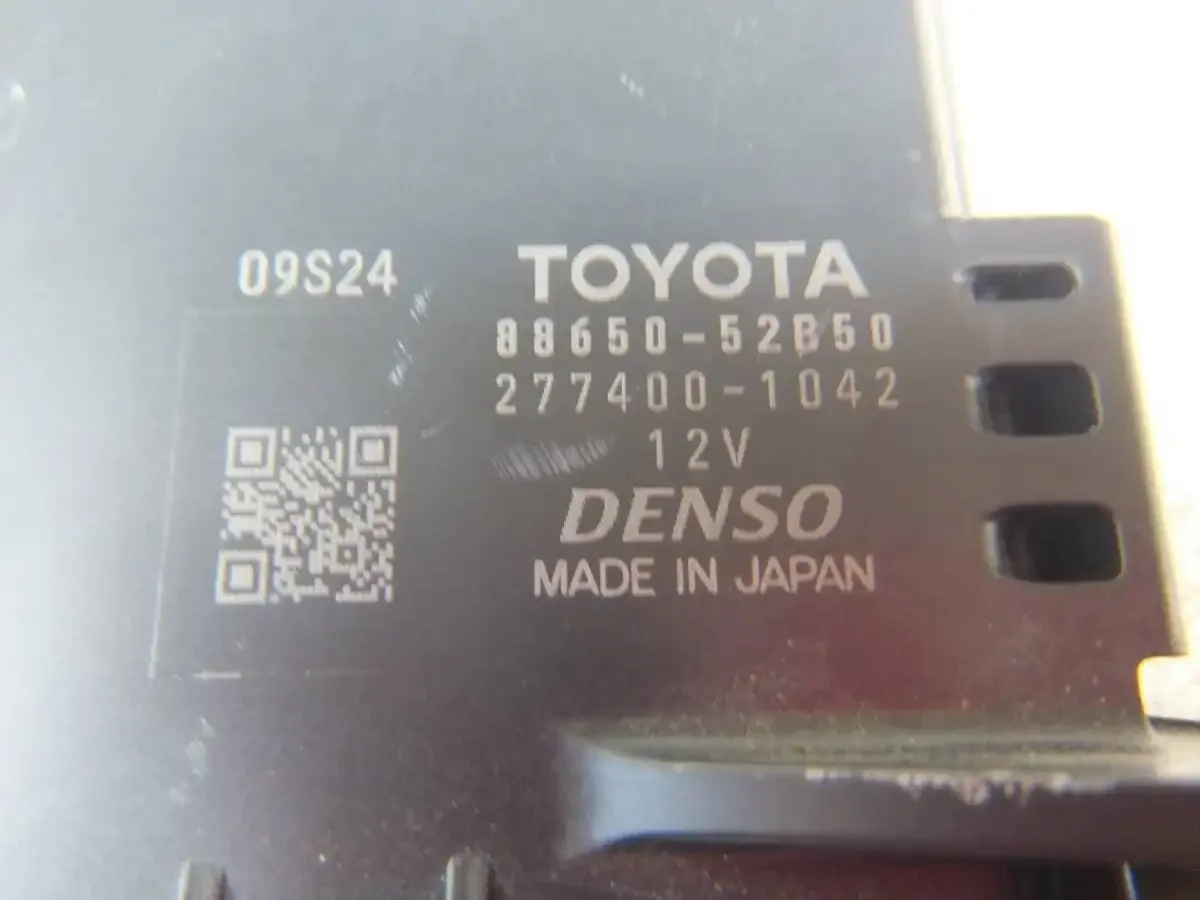 09S24
TOYOTA
88650-52B50
277400-1042
12V
DENSO
MADE IN JAPAN